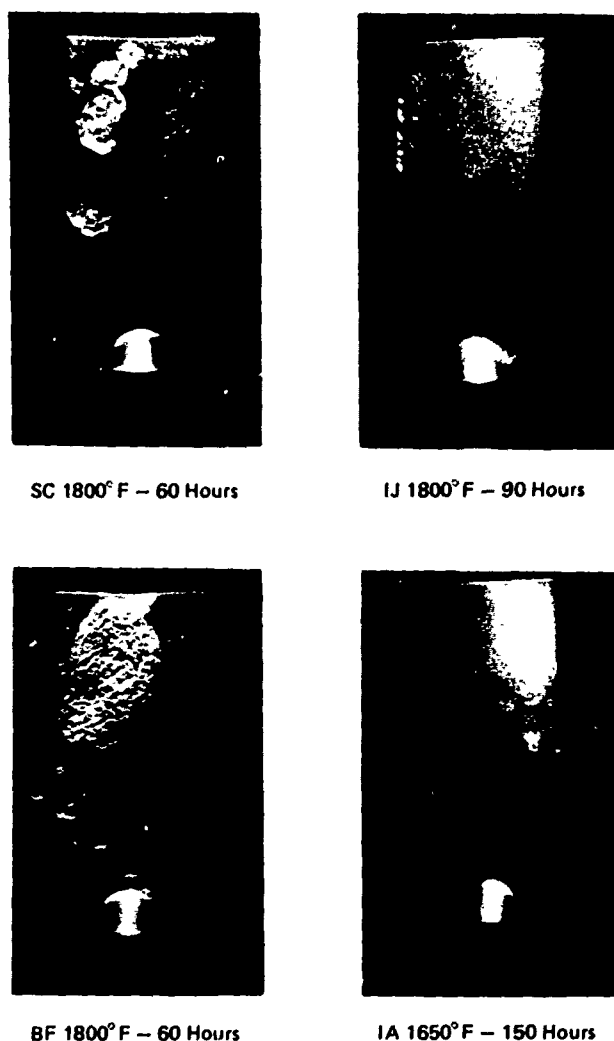 SC 1800° F – 60 Hours
IJ 1800° F – 90 Hours
BF 1800° F – 60 Hours
IA 1650° F – 150 Hours